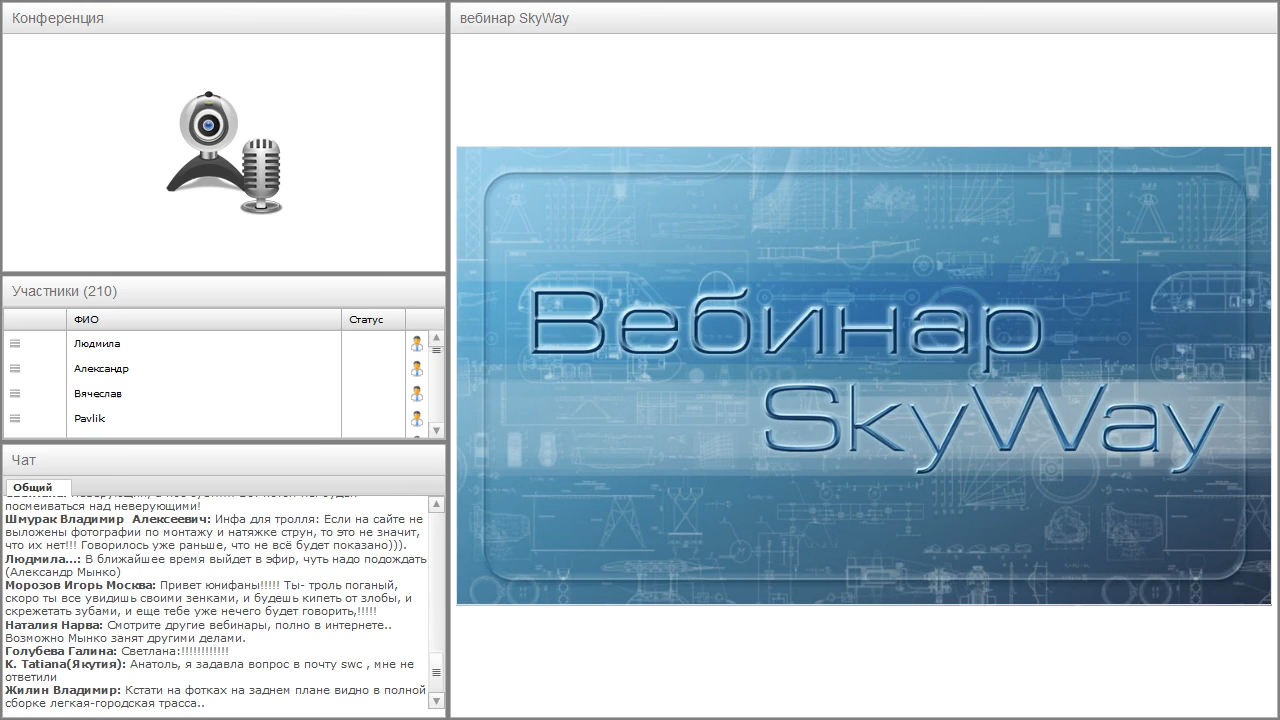 Конференция
вебинар SkyWay
Вебинар
SkyWay
Участники (210)
ФИО Статус
Людмила
Александр
Вячеслав
Pavlik
Чат
Общий
посмеиваться над неверующими!
Шмурак Владимир Алексеевич: Инфа для тролля: Если на сайте не
выложены фотографии по монтажу и натяжке струн, то это не значит,
что их нет!!! Говорилось уже раньше, что не всё будет показано))).
Людмила...: В ближайшее время выйдет в эфир, чуть надо подождать
(Александр Мынко)
Морозов Игорь Москва: Привет юнифаны!!!!! Ты- троль поганый,
скоро ты все увидишь своими зенками, и будешь кипеть от злобы, и
скрежетать зубами, и еще тебе уже нечего будет говорить,!!!!!
Наталия Нарва: Смотрите другие вебинары, полно в интернете..
Возможно Мынко занят другими делами.
Голубева Галина: Светлана:!!!!!!!!!!!!
K. Tatiana(Якутия): Анатоль, я задавла вопрос в почту swc , мне не
ответили
Жилин Владимир: Кстати на фотках на заднем плане видно в полной
сборке легкая-городская трасса..